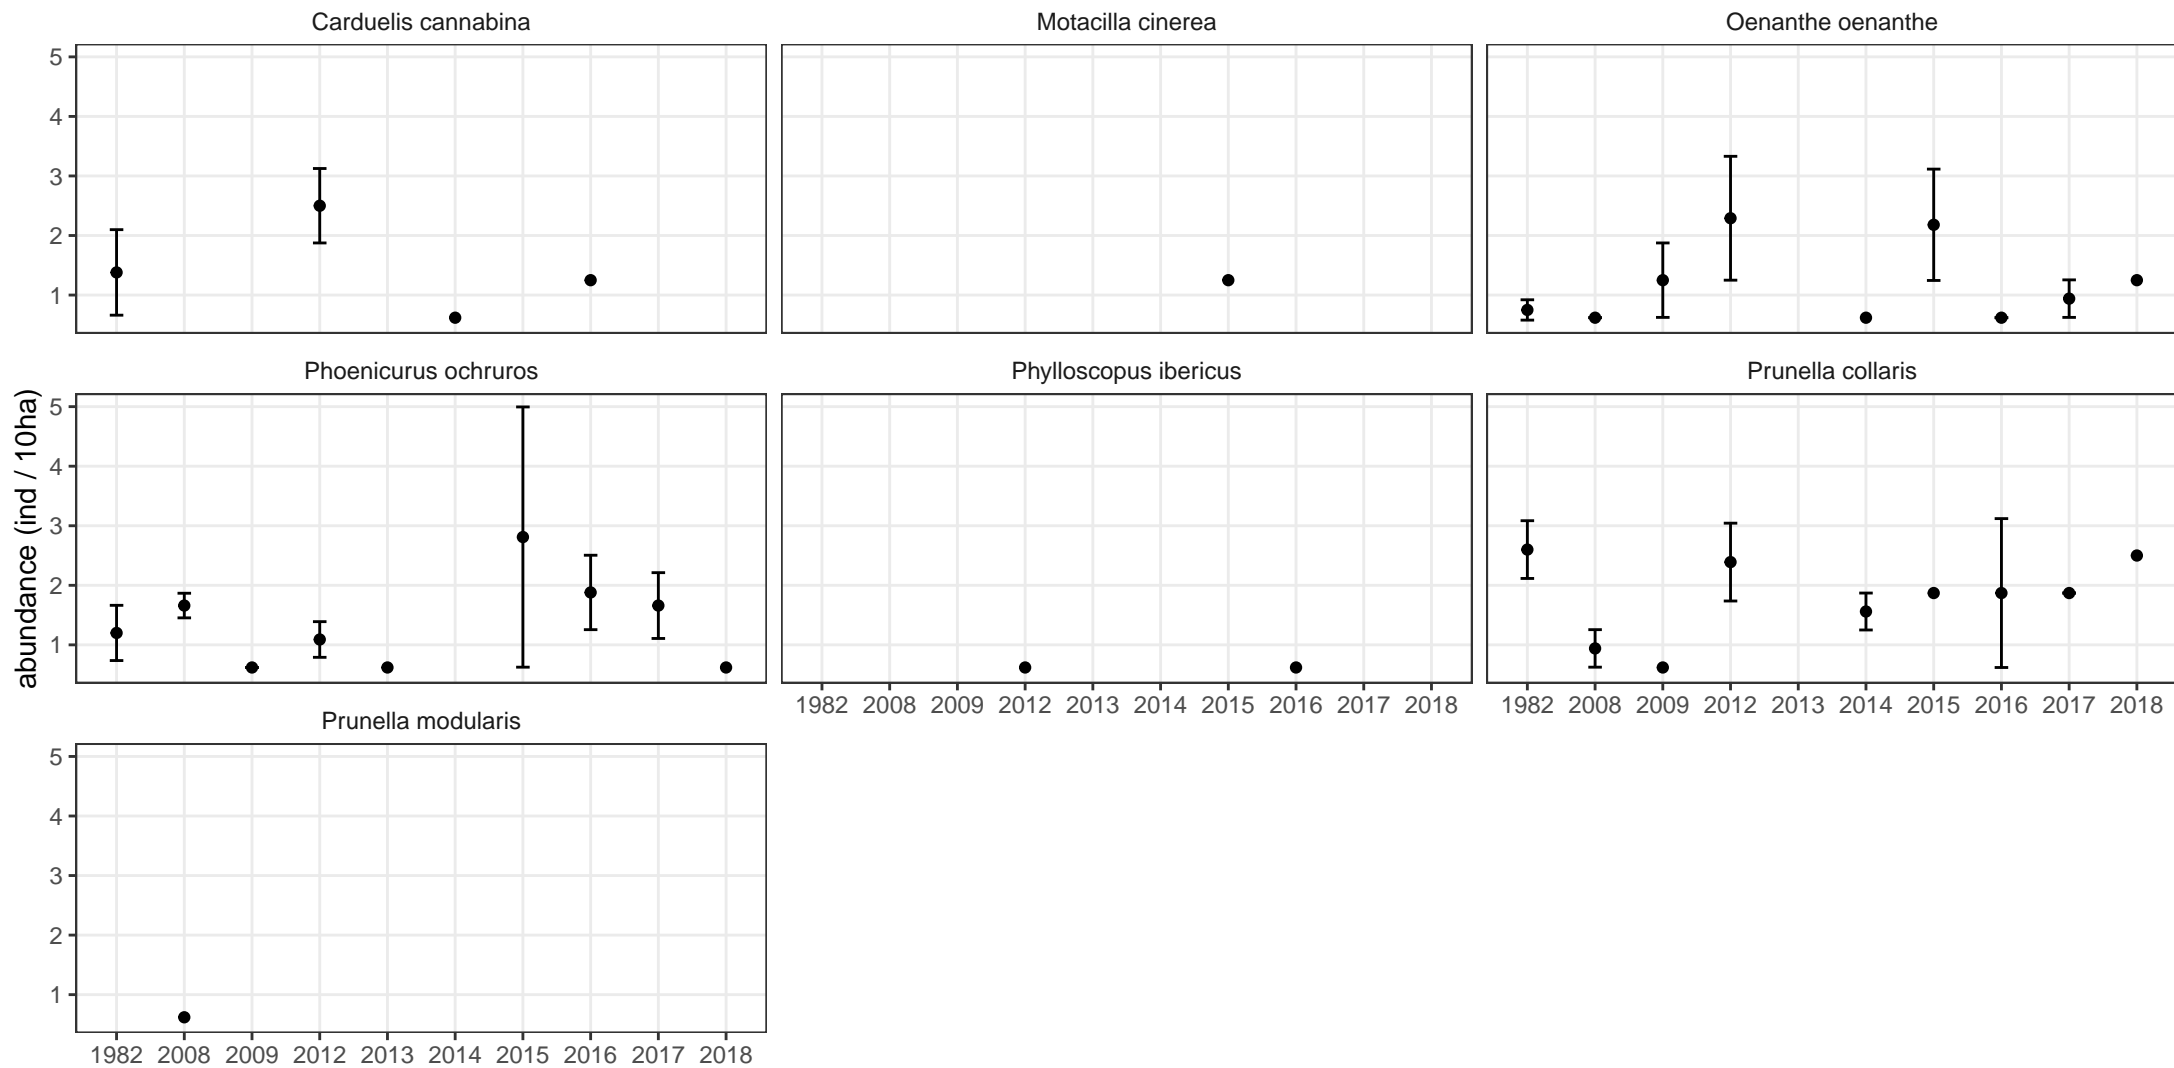 Carduelis cannabina
Motacilla cinerea
Oenanthe oenanthe
5
4
3
2
1
Phoenicurus ochruros
Phylloscopus ibericus
Prunella collaris
abundance (ind / 10ha)
5
4
3
2
1
1982 2008 2009 2012 2013 2014 2015 2016 2017 2018
1982 2008 2009 2012 2013 2014 2015 2016 2017 2018
Prunella modularis
5
4
3
2
1
1982 2008 2009 2012 2013 2014 2015 2016 2017 2018